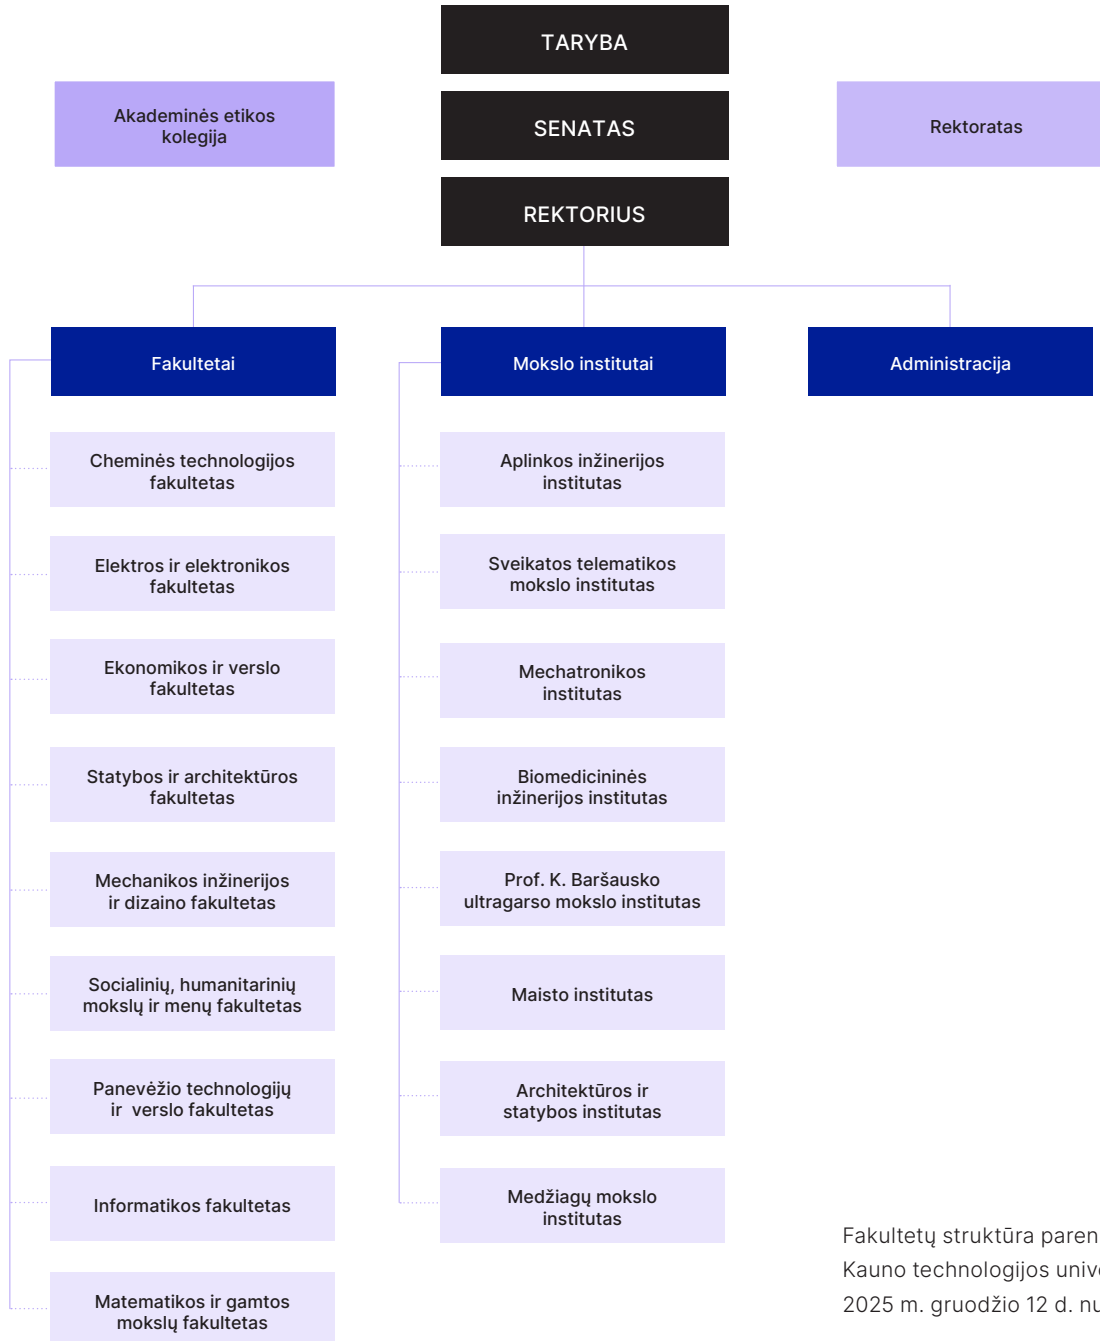 TARYBA
Akademinės etikos
kolegija
SENATAS
Rektoratas
REKTORIUS
Fakultetai
Mokslo institutai
Administracija
Cheminės technologijos
fakultetas
Elektros ir elektronikos
fakultetas
Ekonomikos ir verslo
fakultetas
Statybos ir architektūros
fakultetas
Mechanikos inžinerijos
ir dizaino fakultetas
Socialinių, humanitarinių
mokslų ir menų fakultetas
Panevėžio technologijų
ir verslo fakultetas
Informatikos fakultetas
Matematikos ir gamtos
mokslų fakultetas
Aplinkos inžinerijos
institutas
Sveikatos telematikos
mokslo institutas
Mechatronikos
institutas
Biomedicininės
inžinerijos institutas
Prof. K. Baršausko
ultragarso mokslo institutas
Maisto institutas
Architektūros ir
statybos institutas
Medžiagų mokslo
institutas
Fakultetų struktūra
Kauno technologijos
2025 m. gruodžio 12 d.